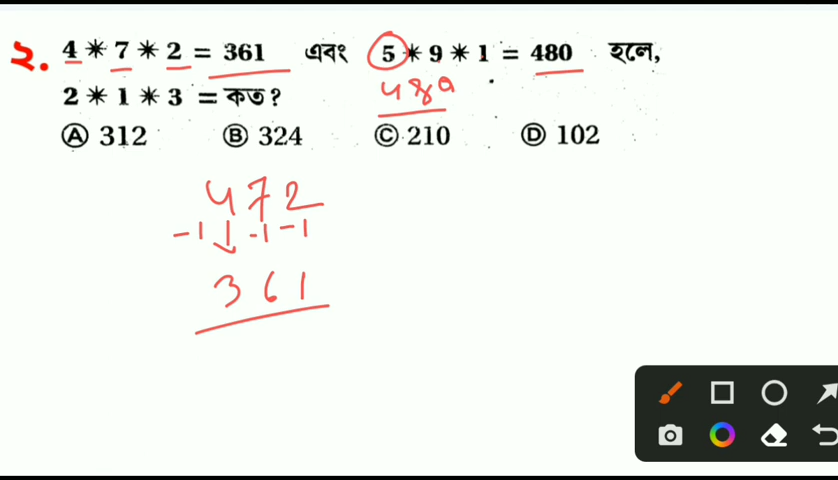 ২. 4 * 7 * 2 = 361 এবং 5 * 9 * 1 = 480 হলে,
2 * 1 * 3 = কত?
Ⓐ 312 Ⓑ 324 Ⓒ 210 Ⓓ 102
472
-1 -1 -1
361